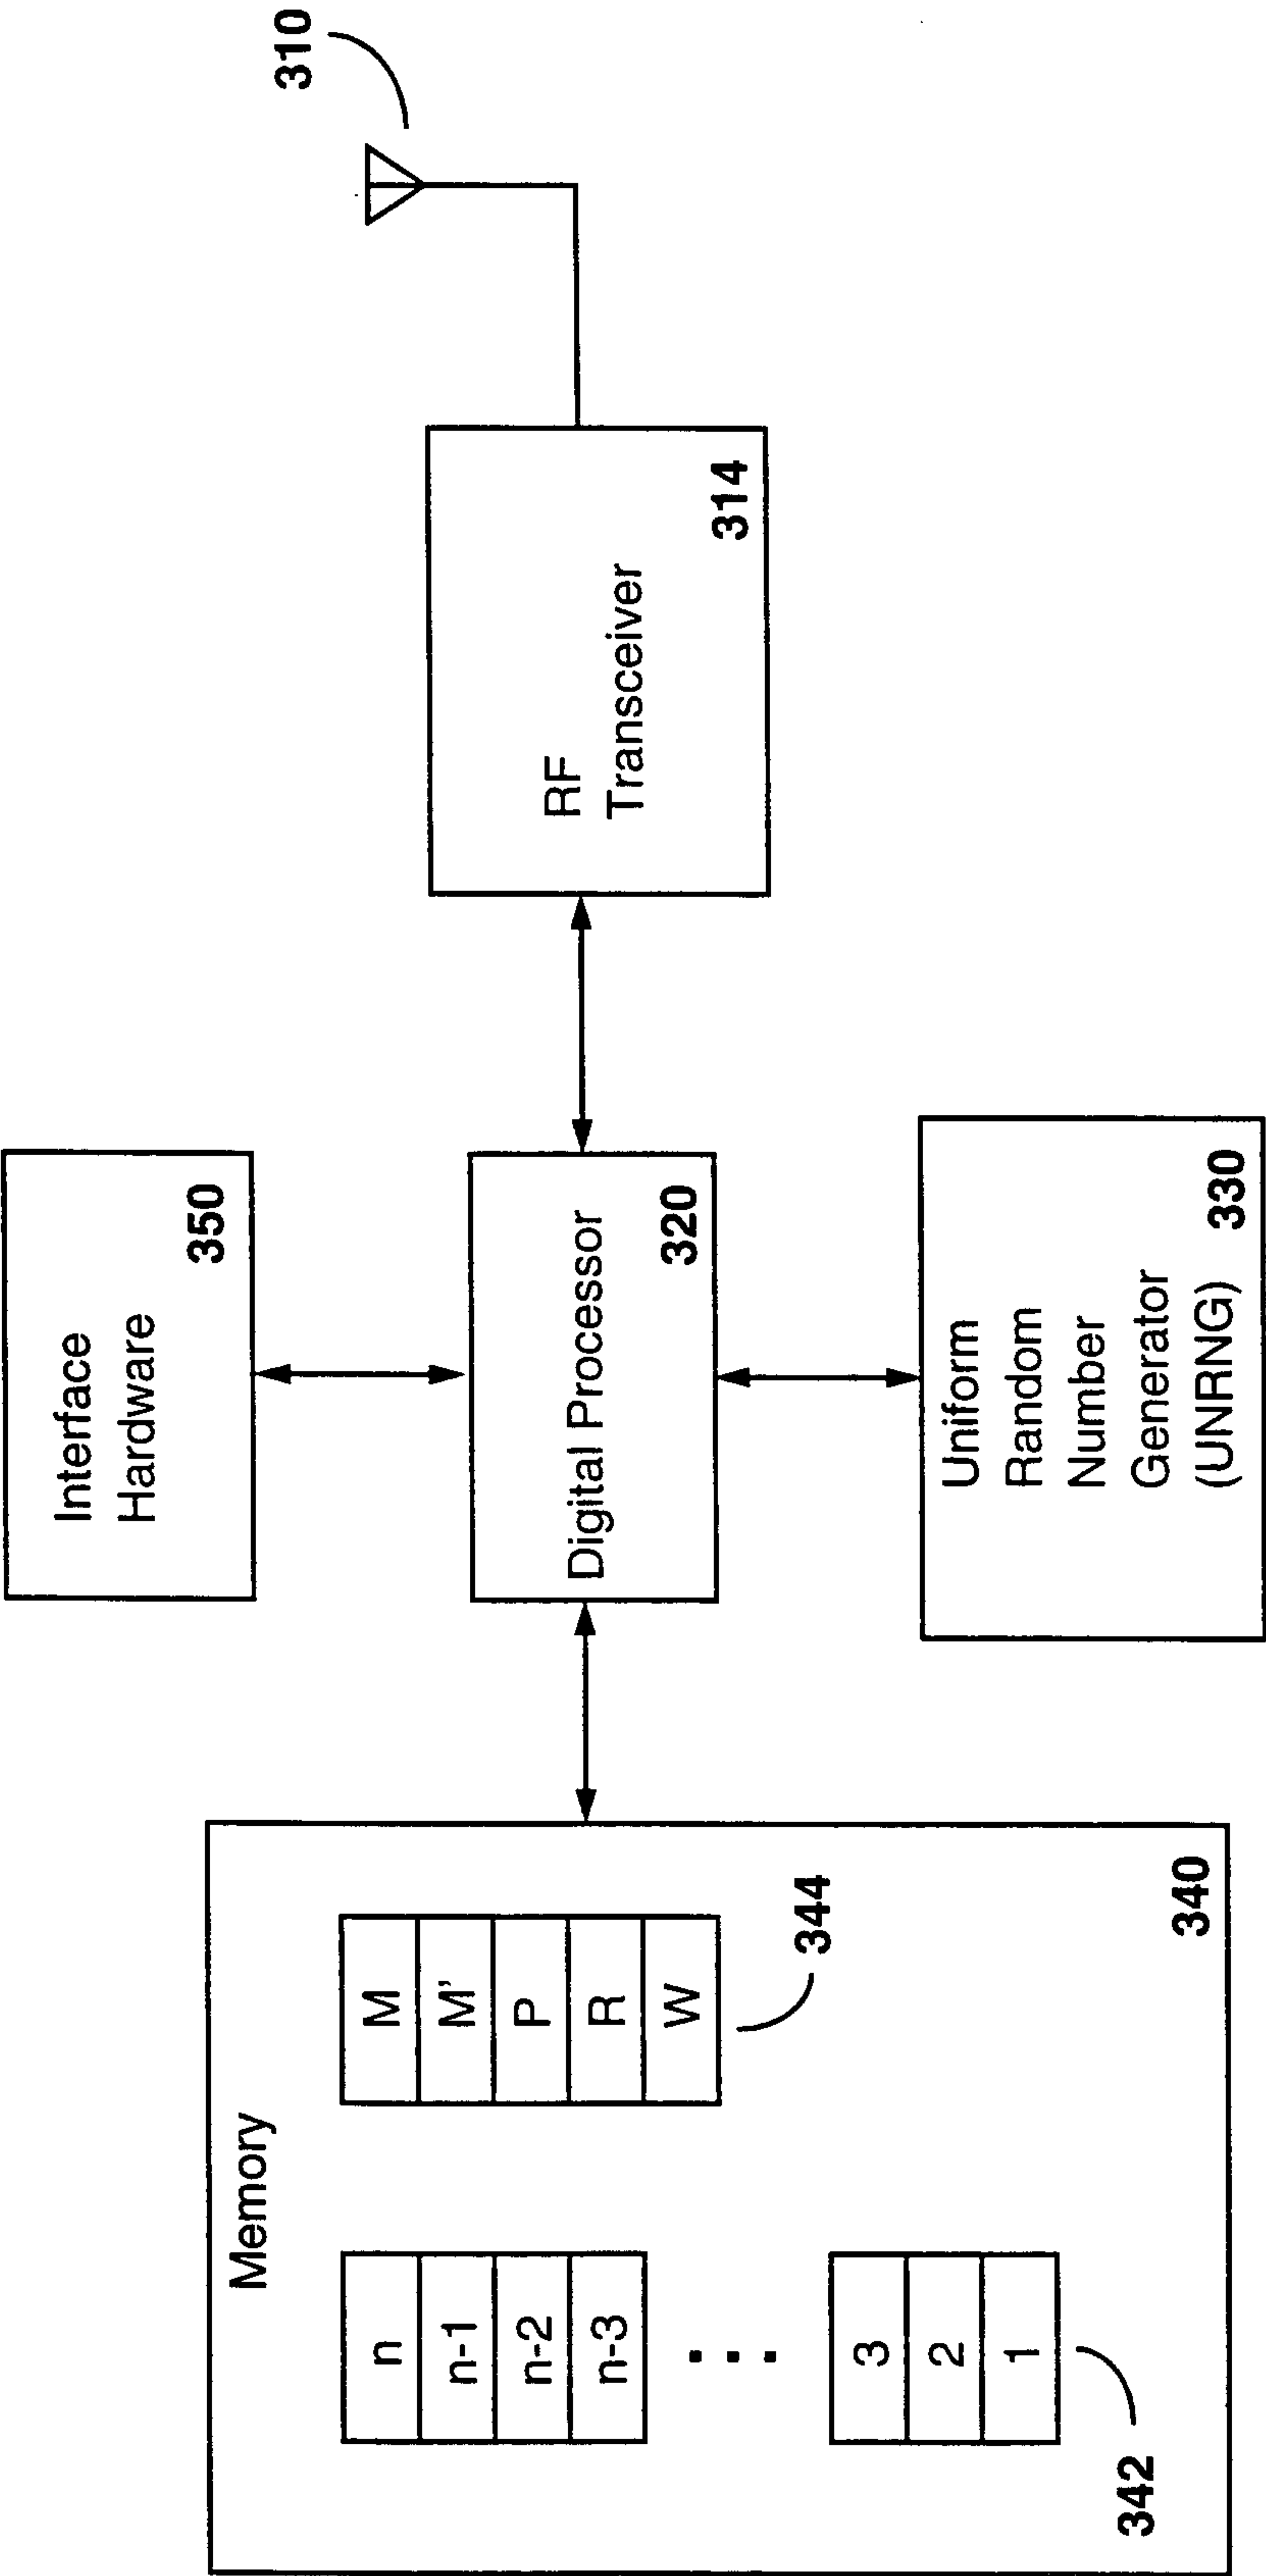 Memory
n
n-1
n-2
n-3
3
2
1
342
M
M'
P
R
W
344
340
Interface
Hardware
350
Digital Processor
320
Uniform
Random
Number
Generator
(UNRNG)
330
RF
Transceiver
314
310